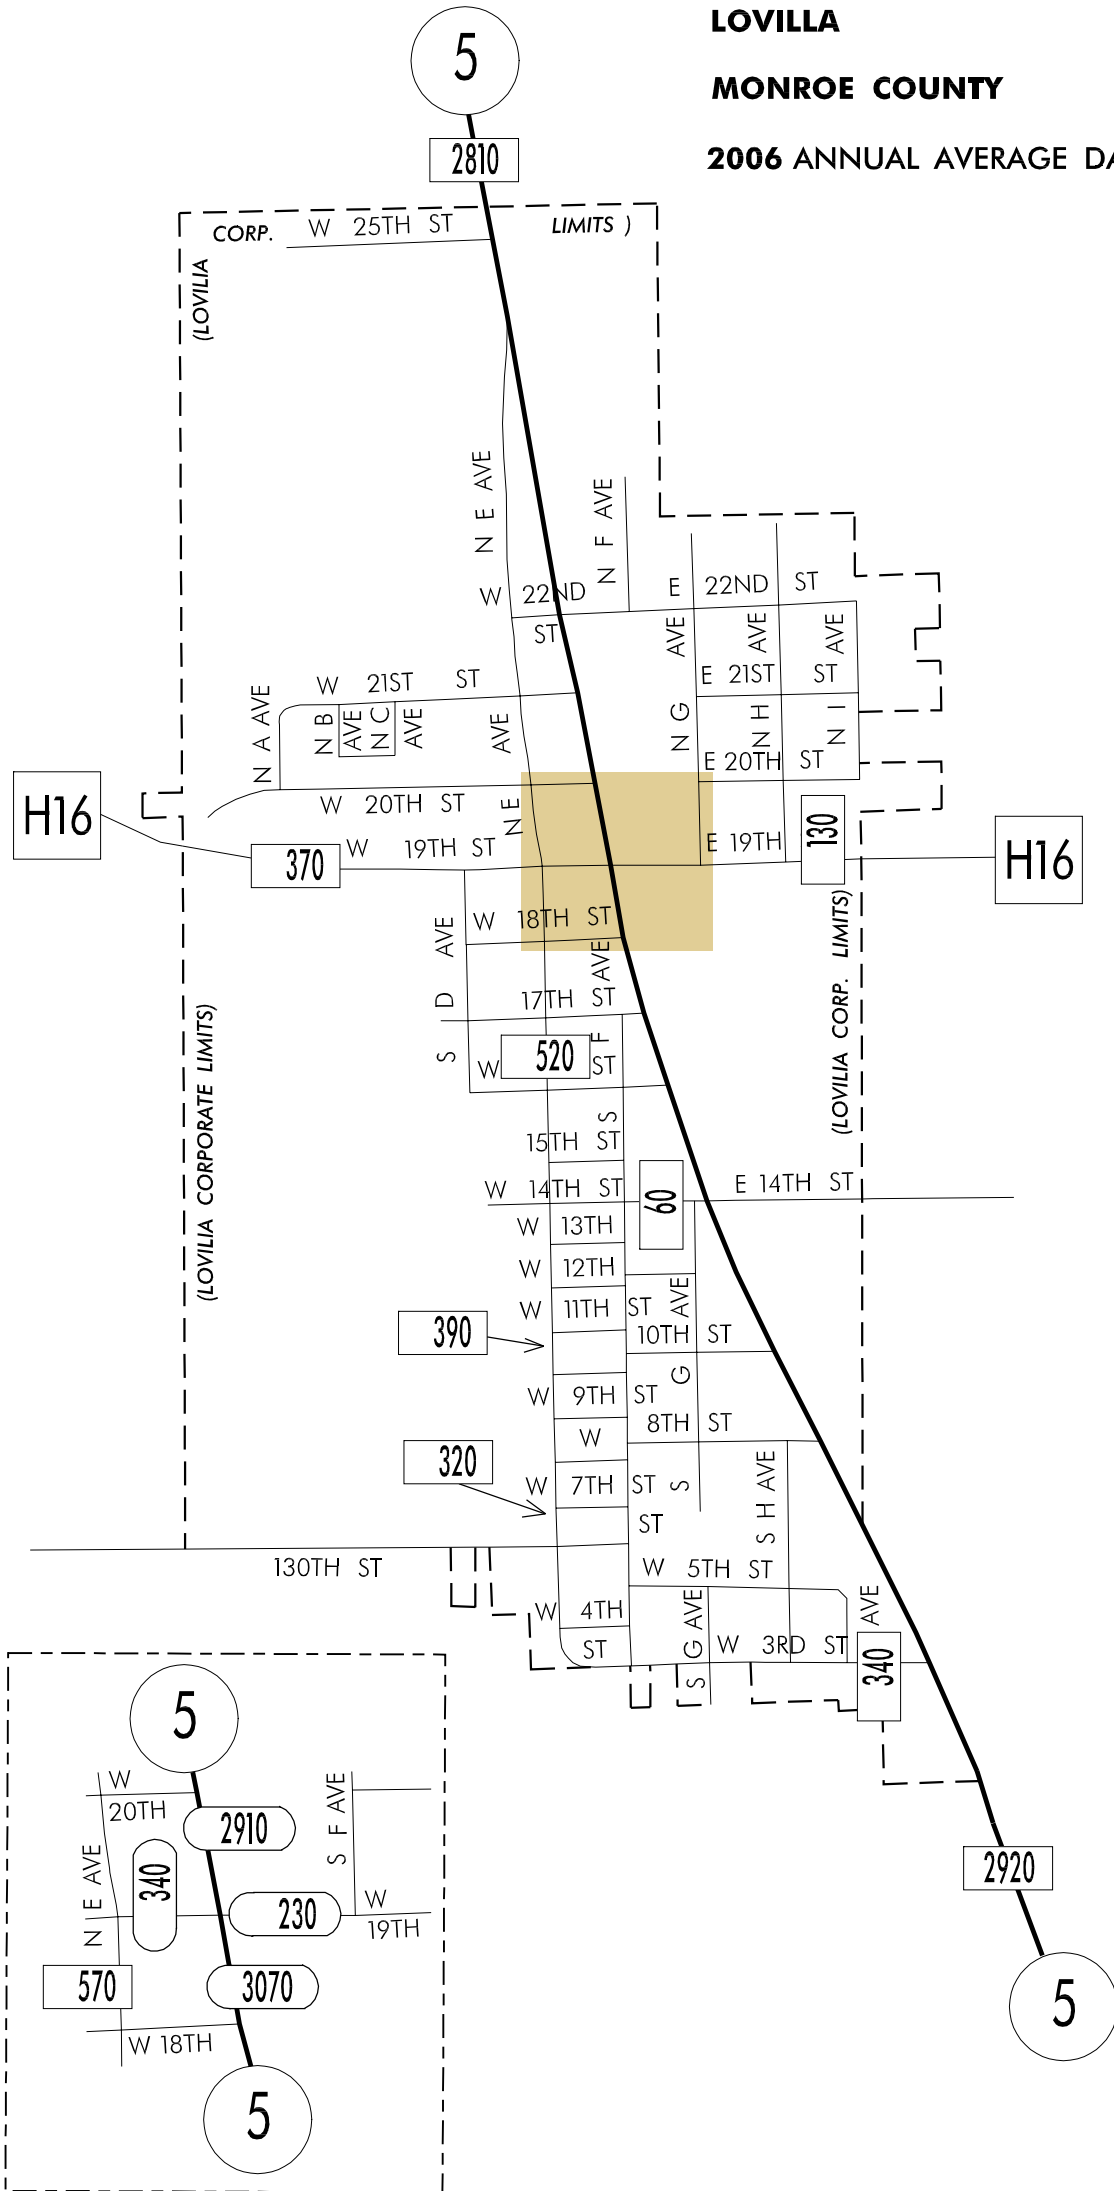 LOVILLA
MONROE COUNTY
2006 ANNUAL AVERAGE DA
5
2810
CORP.
W 25TH ST
LIMITS )
(LOVILIA
N E AVE
N F AVE
W 22ND
ST
E 22ND ST
AVE
AVE
AVE
E 21ST ST
N G
N H
N I
E 20TH ST
N A AVE
W 21ST ST
N B
AVE
N C
AVE
AVE
N E
W 20TH ST
H16
370
W 19TH ST
E 19TH
130
H16
W 18TH ST
S D AVE
17TH ST
AVE
F
S
W
520
ST
15TH ST
W 14TH ST
60
E 14TH ST
(LOVILIA CORP. LIMITS)
(LOVILIA CORPORATE LIMITS)
W 13TH
W 12TH
W 11TH ST
AVE
G
S
390
10TH ST
W 9TH ST
8TH ST
W
320
W 7TH ST
ST
S H AVE
130TH ST
W 5TH ST
W 4TH
ST
S G AVE
W 3RD ST
AVE
340
2920
5
5
W
20TH
2910
S F AVE
N E AVE
340
230
W
19TH
570
3070
W 18TH
5